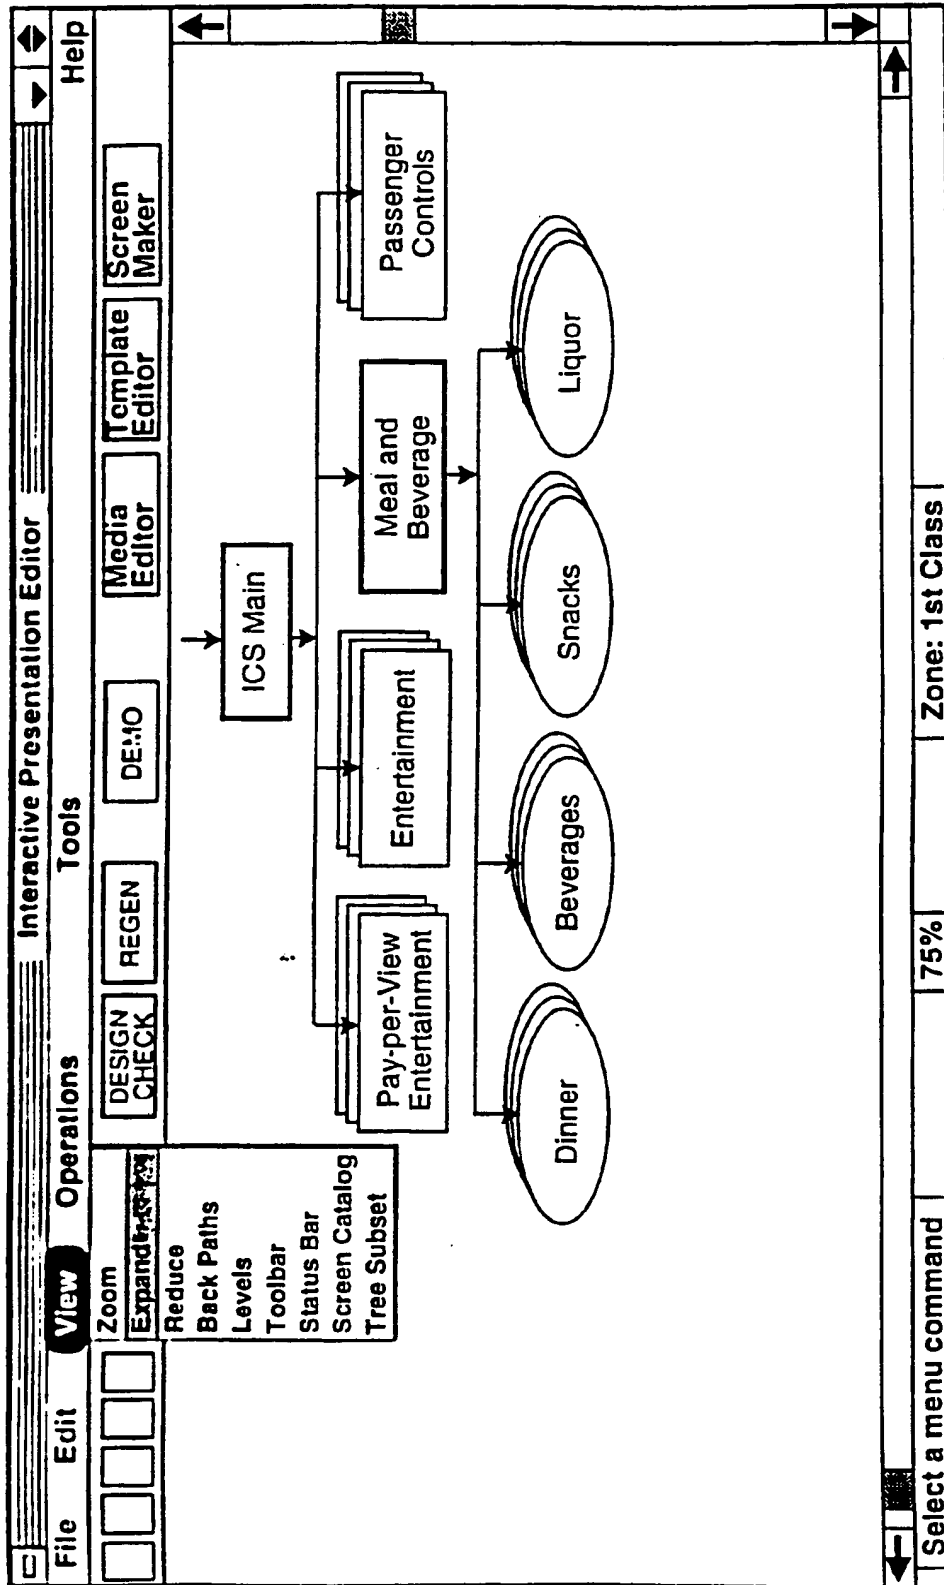 Interactive Presentation Editor
File Edit View Operations Tools Help
DESIGN CHECK
REGEN
DEMO
Media Editor
Template Editor
Screen Maker
Zoom
Expand
Reduce
Back Paths
Levels
Toolbar
Status Bar
Screen Catalog
Tree Subset
ICS Main
Pay-per-View
Entertainment
Entertainment
Meal and
Beverage
Passenger
Controls
Dinner
Beverages
Snacks
Liquor
Select a menu command 75% Zone: 1st Class